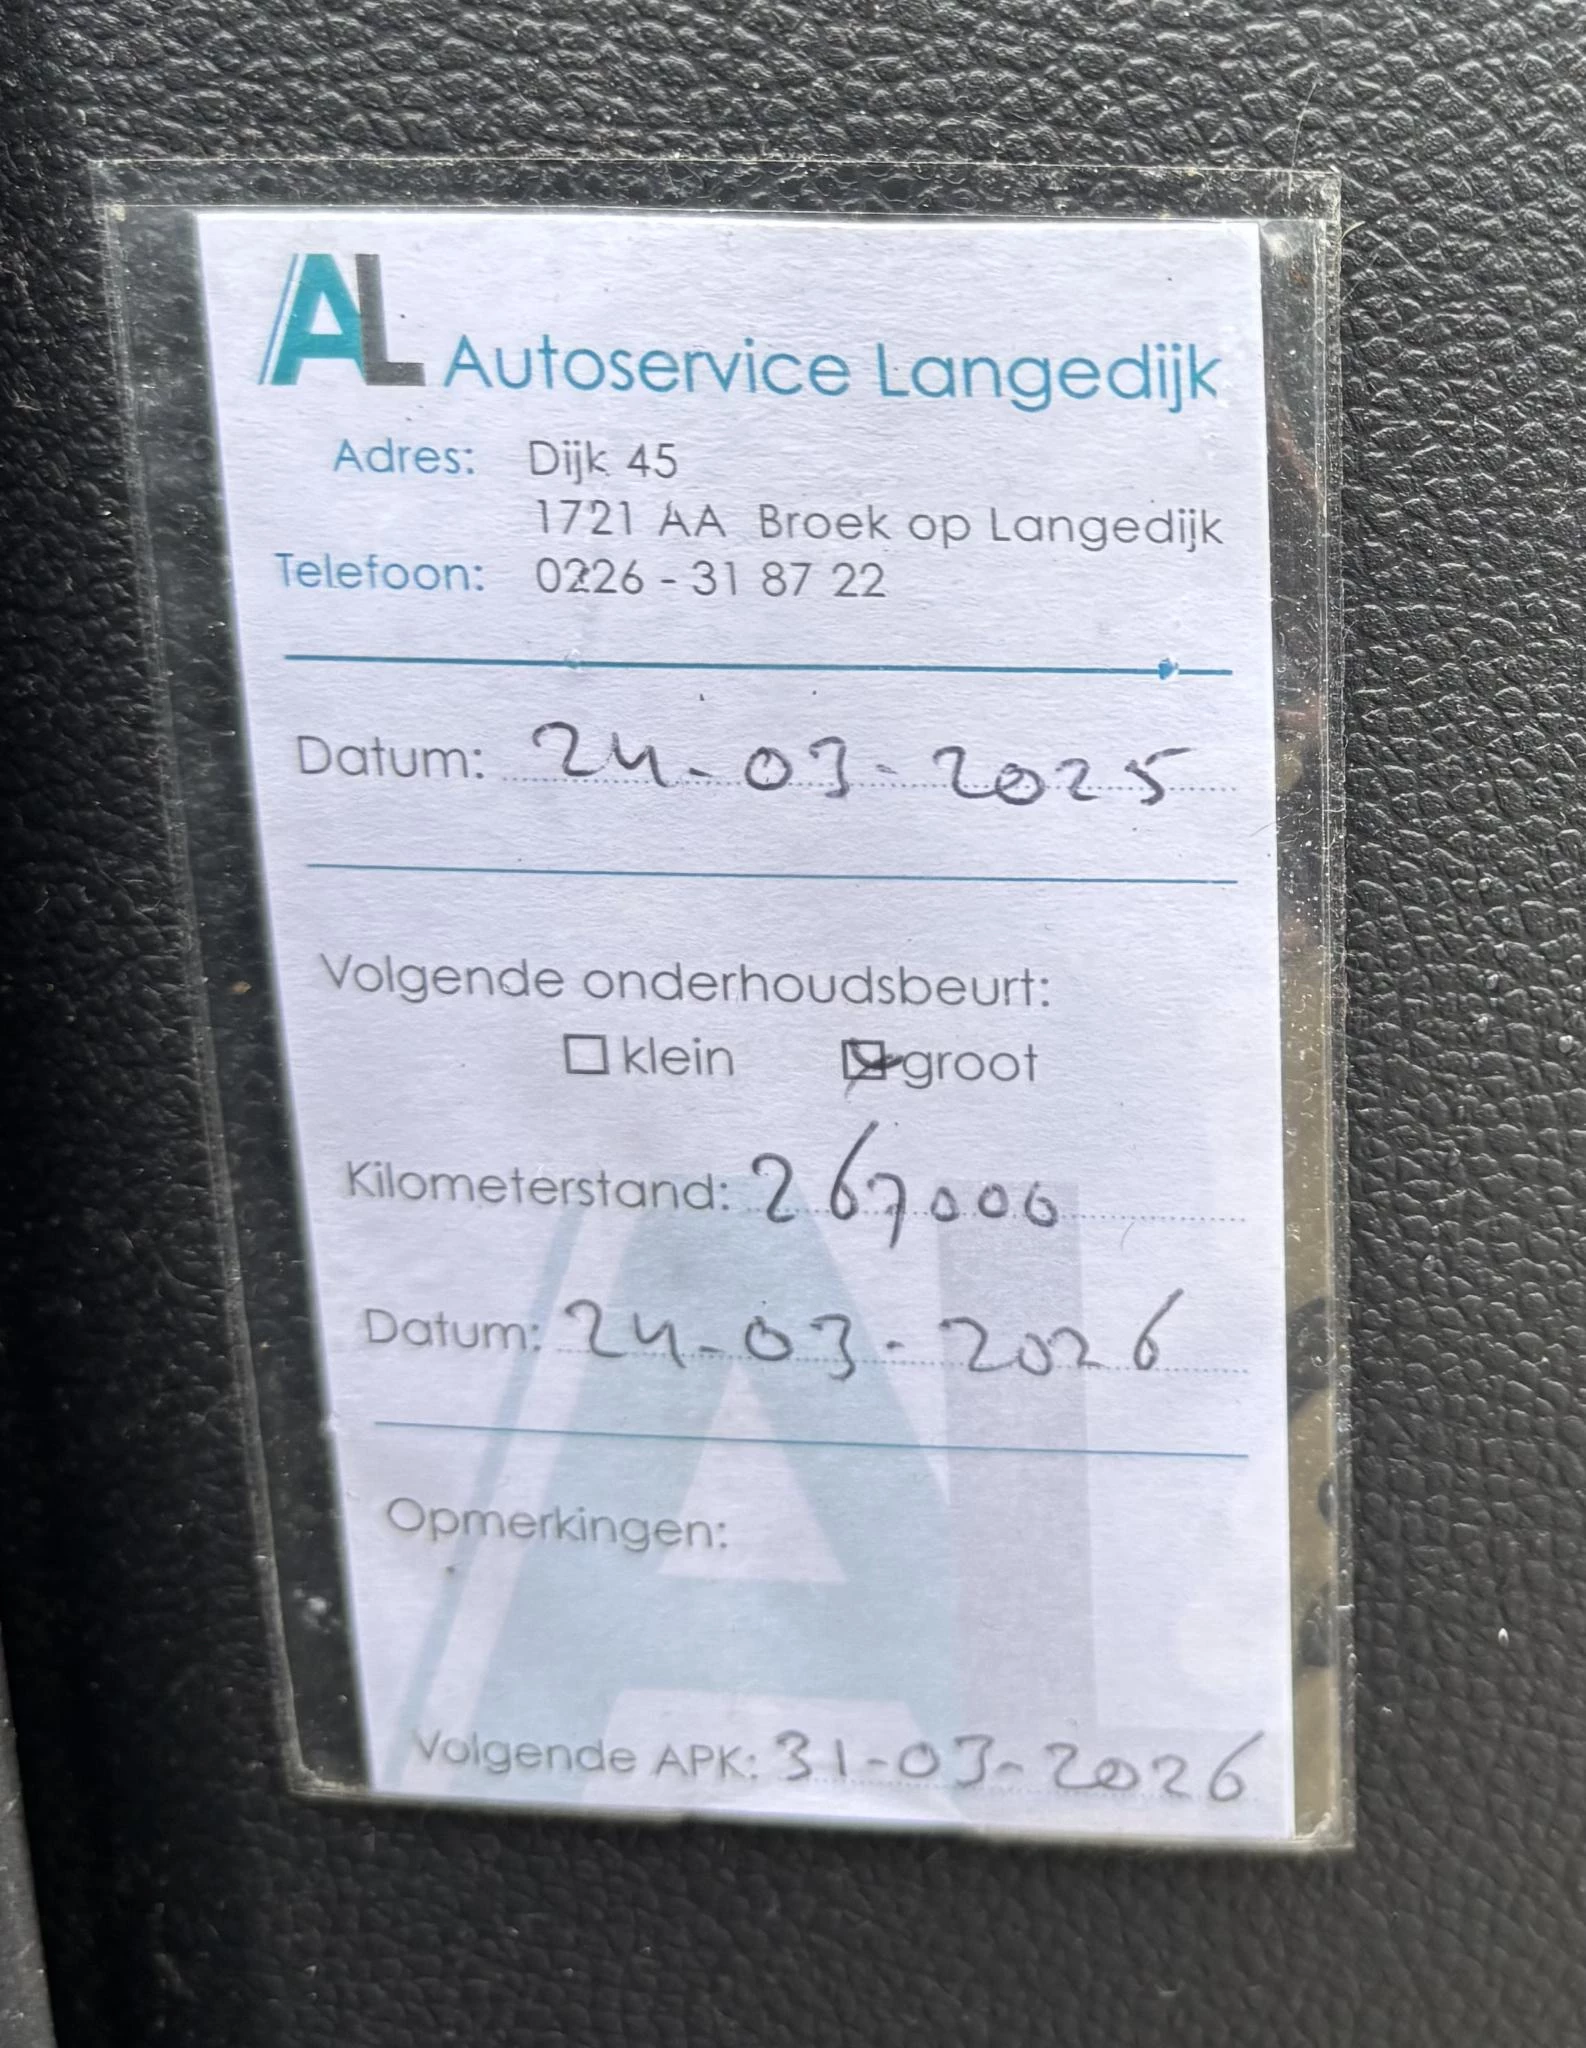 AL Autoservice Langedijk
Adres: Dijk 45
1721 AA Broek op Langedijk
Telefoon: 0226 - 31 87 22
Datum: 24-03-2025
Volgende onderhoudsbeurt:
klein groot
Kilometerstand: 267000
Datum: 24-03-2026
Opmerkingen:
Volgende APK: 31-03-2026